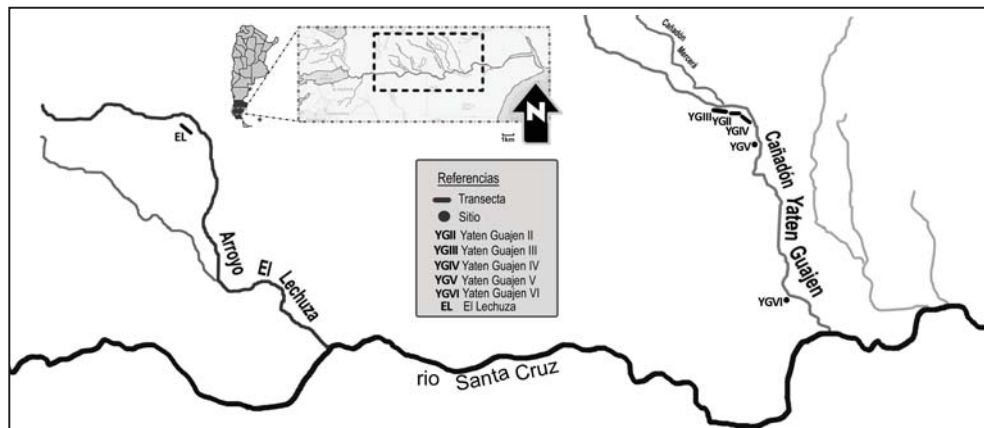 Cañadón
Mercerá
N
1km
EL
YGIII
YGII
YGIV
YGV
Cañadón Yaten Guajen
Referencias
Transecta
Sitio
YGII Yaten Guajen II
YGIII Yaten Guajen III
YGIV Yaten Guajen IV
YGV Yaten Guajen V
YGVI Yaten Guajen VI
EL El Lechuza
Arroyo El Lechuza
YGVI
rio Santa Cruz